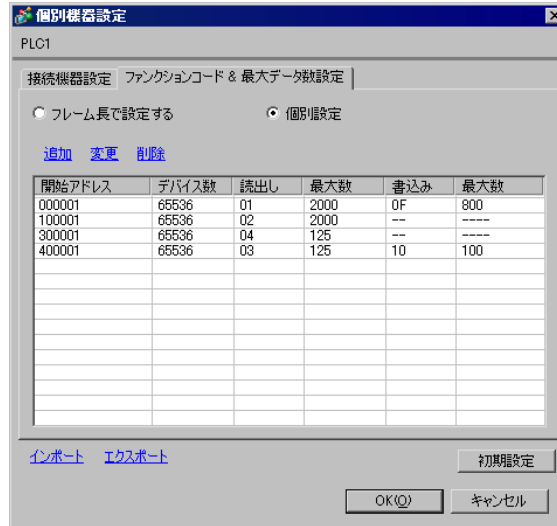 個別機器設定
PLC1
接続機器設定 ファンクションコード & 最大データ数設定
フレーム長で設定する 個別設定
追加 変更 削除
開始アドレス デバイス数 読出し 最大数 書込み 最大数
000001 65536 01 2000 0F 800
100001 65536 02 2000 -- ----
300001 65536 04 125 -- ----
400001 65536 03 125 10 100
インポート エクスポート 初期設定
OK(O) キャンセル